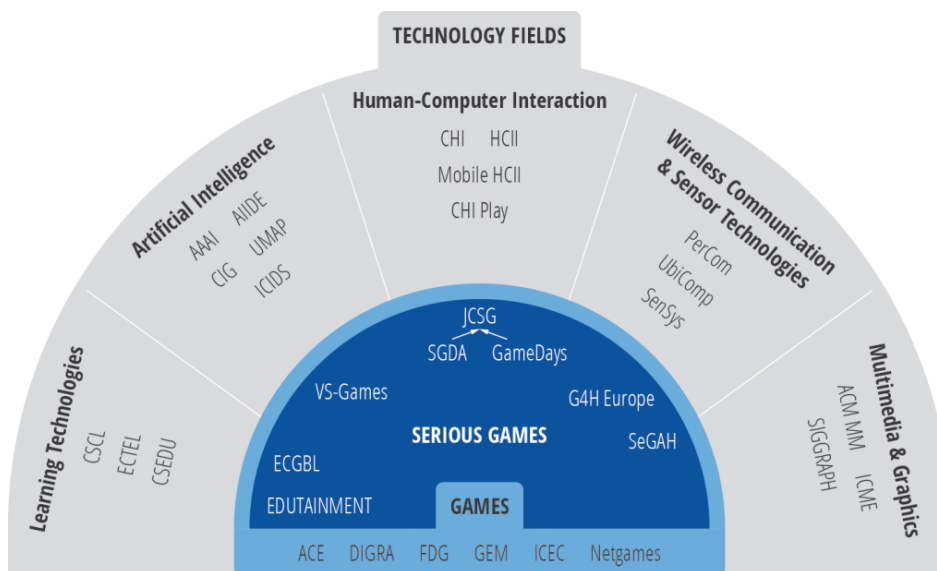 TECHNOLOGY FIELDS
Learning Technologies
CSCL
ECTEL
CSEDU
Artificial Intelligence
AAAI AIIDE
CIG UMAP
ICIDS
Human-Computer Interaction
CHI HCII
Mobile HCII
CHI Play
Wireless Communication
& Sensor Technologies
PerCom
UbiComp
SenSys
Multimedia & Graphics
ACM MM
SIGGRAPH
ICME
JCSG
SGDA GameDays
VS-Games
G4H Europe
SERIOUS GAMES
SeGAH
ECGBL
EDUTAINMENT
GAMES
ACE DIGRA FDG GEM ICEC Netgames